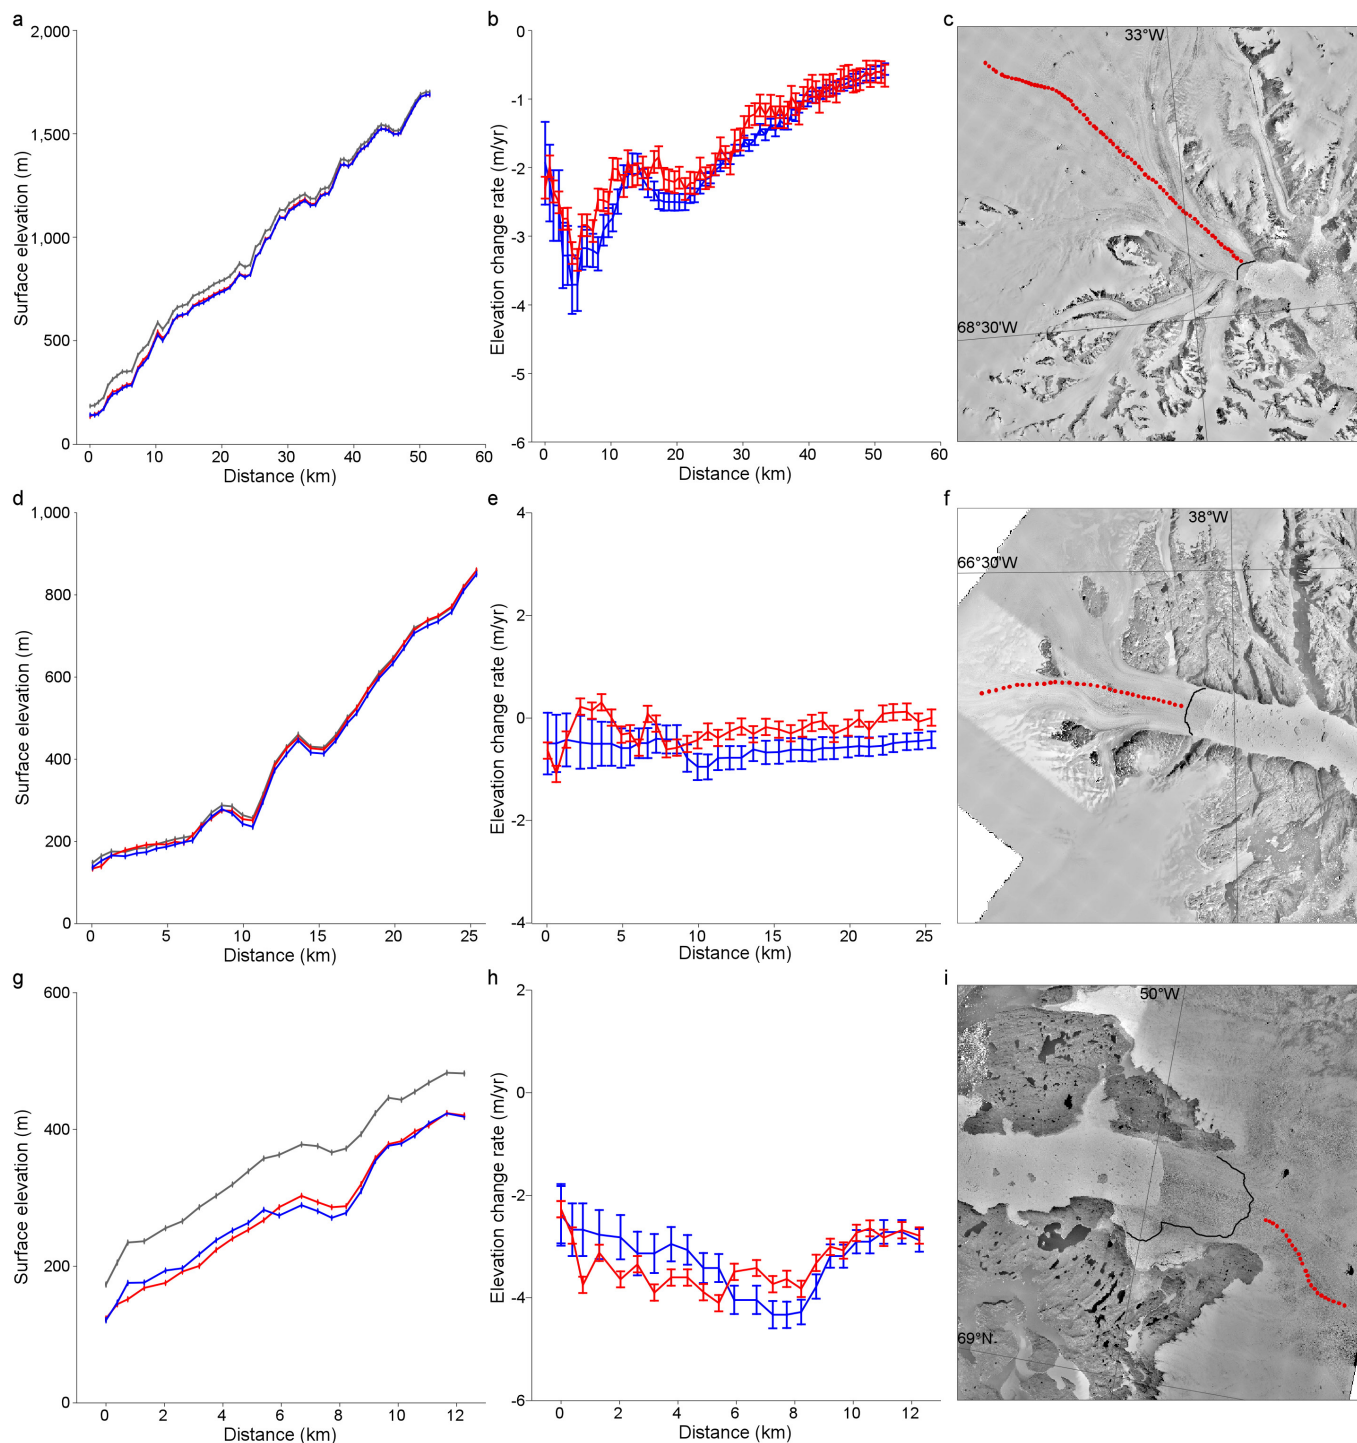 a
2,000
1,500
1,000
500
0
Surface elevation (m)
0 10 20 30 40 50 60
Distance (km)
b
0
-1
-2
-3
-4
-5
-6
Elevation change rate (m/yr)
0 10 20 30 40 50 60
Distance (km)
c
33°W
68°30'W
d
1,000
800
600
400
200
0
Surface elevation (m)
0 5 10 15 20 25
Distance (km)
e
4
2
0
-2
-4
Elevation change rate (m/yr)
0 5 10 15 20 25
Distance (km)
f
38°W
66°30'W
g
600
400
200
0
Surface elevation (m)
0 2 4 6 8 10 12
Distance (km)
h
2
0
-2
-4
-6
Elevation change rate (m/yr)
0 2 4 6 8 10 12
Distance (km)
i
50°W
69°N